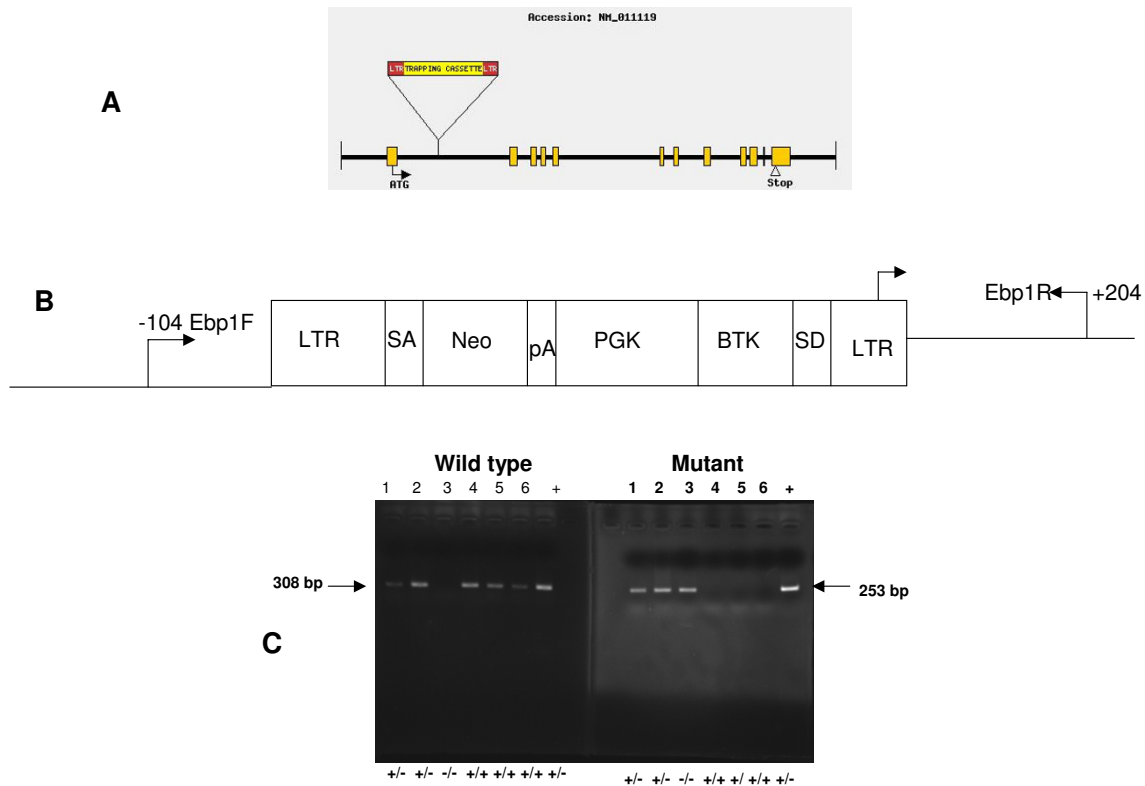 Accession: NM_011119
LTR TRAPPING CASSETTE LTR
A
ATG
Stop
B
-104 Ebp1F
LTR SA Neo pA PGK BTK SD LTR
Ebp1R
+204
Wild type
1 2 3 4 5 6 +
Mutant
1 2 3 4 5 6 +
308 bp
253 bp
C
+/- +/- -/- +/+ +/+ +/+ +/-
+/- +/- -/- +/+ +/ +/+ +/-